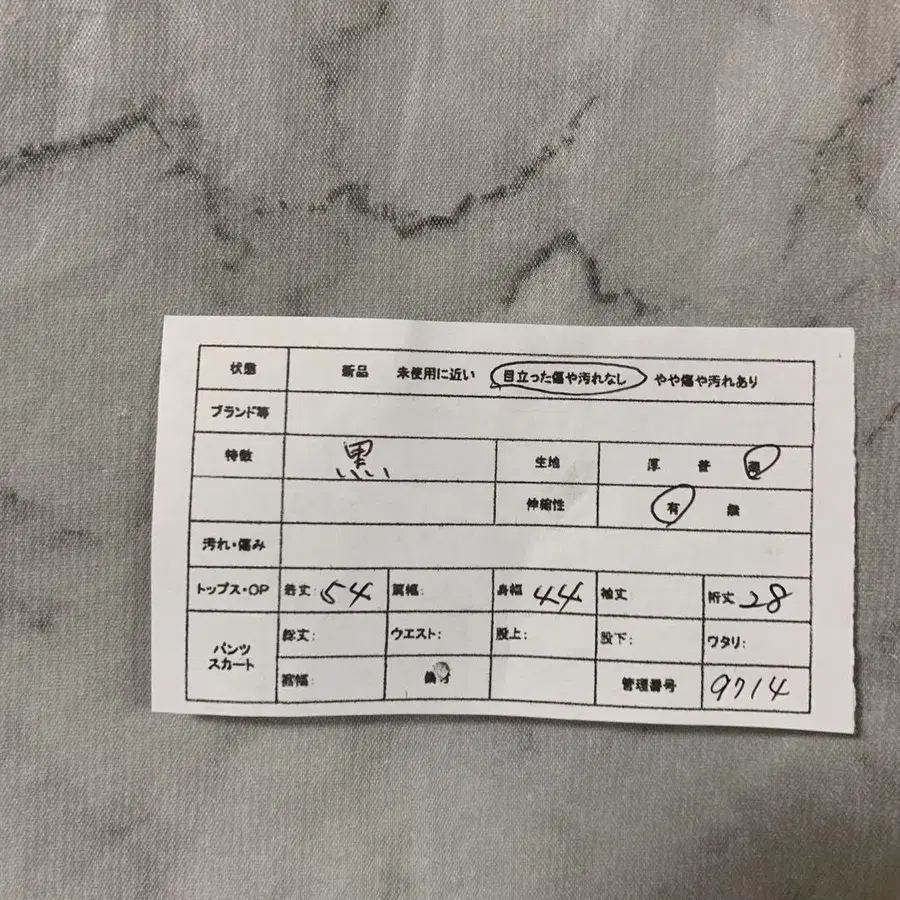 状態 新品 未使用に近い 目立った傷や汚れなし やや傷や汚れあり
ブランド等
特徴 黒 生地 厚 普 薄
伸縮性 有 無
汚れ・傷み
トップス・OP 着丈: 54 肩幅: 身幅 44 袖丈: 裄丈 28
パンツ スカート 総丈: ウエスト: 股上: 股下: ワタリ:
裾幅: 備考 管理番号 9714